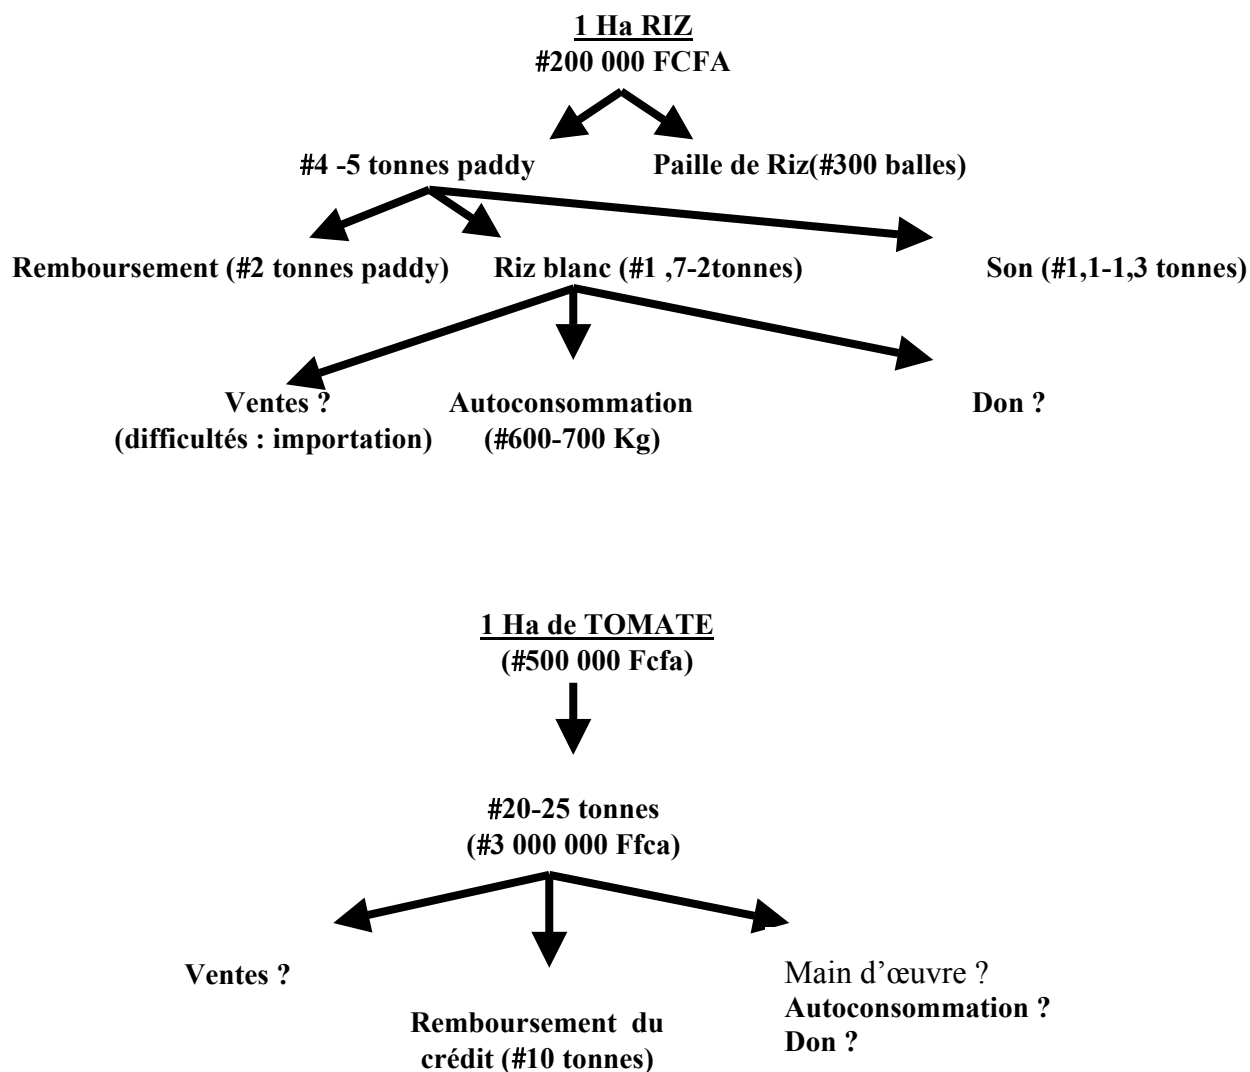 1 Ha RIZ
#200 000 FCFA
#4 -5 tonnes paddy
Paille de Riz(#300 balles)
Remboursement (#2 tonnes paddy)
Riz blanc (#1 ,7-2tonnes)
Son (#1,1-1,3 tonnes)
Ventes ?
(difficultés : importation)
Autoconsommation
(#600-700 Kg)
Don ?
1 Ha de TOMATE
(#500 000 Fcfa)
#20-25 tonnes
(#3 000 000 Ffca)
Ventes ?
Remboursement du
crédit (#10 tonnes)
Main d’œuvre ?
Autoconsommation ?
Don ?